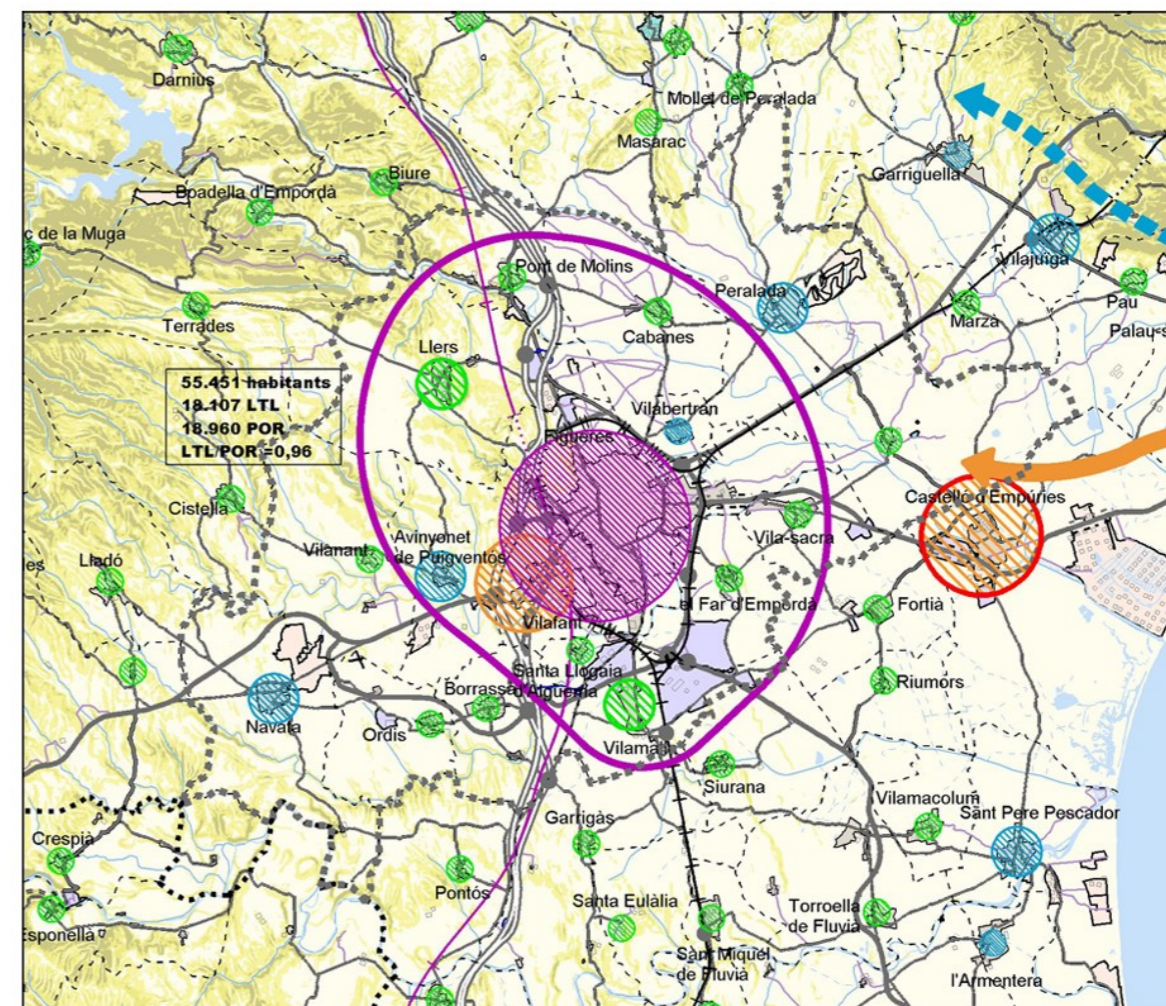 Darnius
Mollet de Peralada
Masarac
Garriguella
Biure
Boadella d'Empordà
c de la Muga
Vilajuïga
Pont de Molins
Peralada
Pau
Terrades
Cabanes
Marzà
Palau-s
Llers
55.451 habitants
18.107 LTL
18.960 POR
LTL/POR =0,96
Vilabertran
Figueres
Castelló d'Empúries
Cistella
Avinyonet
de Puigventós
Vila-sacra
Vilanant
Lladó
es
el Far d'Empordà
Fortià
Vilafant
Santa Llogaia
d'Àlguema
Borrassà
Riumors
Navata
Ordis
Vilamalla
Siurana
Vilamacolum
Sant Pere Pescador
Garrigàs
Crespià
Pontós
Santa Eulàlia
Torroella
de Fluvià
Esponellà
Sant Miquel
de Fluvià
l'Armentera